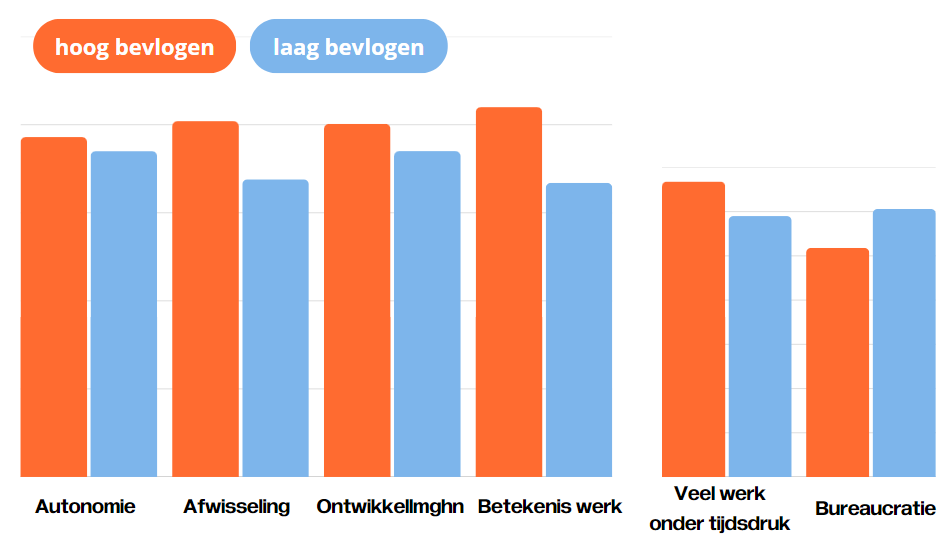 hoog bevlogen
laag bevlogen
Autonomie
Afwisseling
Ontwikkellmghn
Betekenis werk
Veel werk
onder tijdsdruk
Bureaucratie